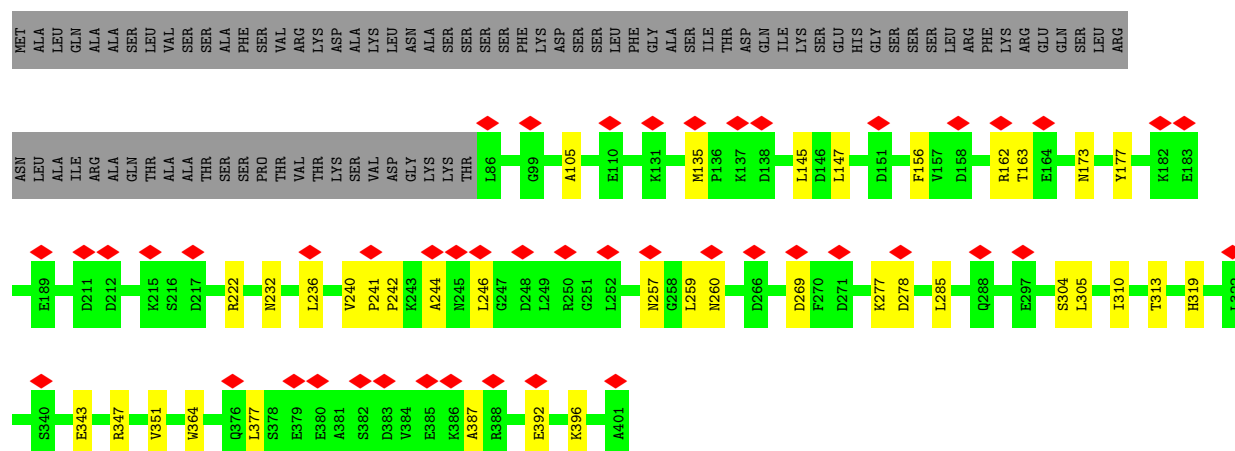 MET ALA LEU GLN ALA ALA SER LEU VAL SER SER ALA PHE SER VAL ARG LYS ASP ALA LYS LEU ASN ALA SER SER SER SER PHE LYS ASP SER SER LEU PHE GLY ALA SER ILE THR ASP GLN ILE LYS SER GLU HIS GLY SER SER SER LEU ARG PHE LYS ARG GLU GLN SER LEU ARG
ASN LEU ALA ILE ARG ALA GLN THR ALA ALA THR SER SER PRO THR VAL THR LYS SER VAL ASP GLY LYS LYS THR L86 G99 A105 E110 K131 M135 P136 K137 D138 L145 D146 L147 D151 F156 V157 D158 R162 T163 E164 N173 Y177 K182 E183
E189 D211 D212 K215 S216 D217 R222 N232 L236 V240 P241 P242 K243 A244 N245 L246 G247 D248 L249 R250 G251 L252 N257 G258 L259 N260 D266 D269 F270 D271 K277 D278 L285 Q288 E297 S304 L305 I310 T313 H319
S340 E343 R347 V351 W364 Q376 L377 S378 E379 E380 A381 S382 D383 V384 E385 K386 A387 R388 E392 K396 A401